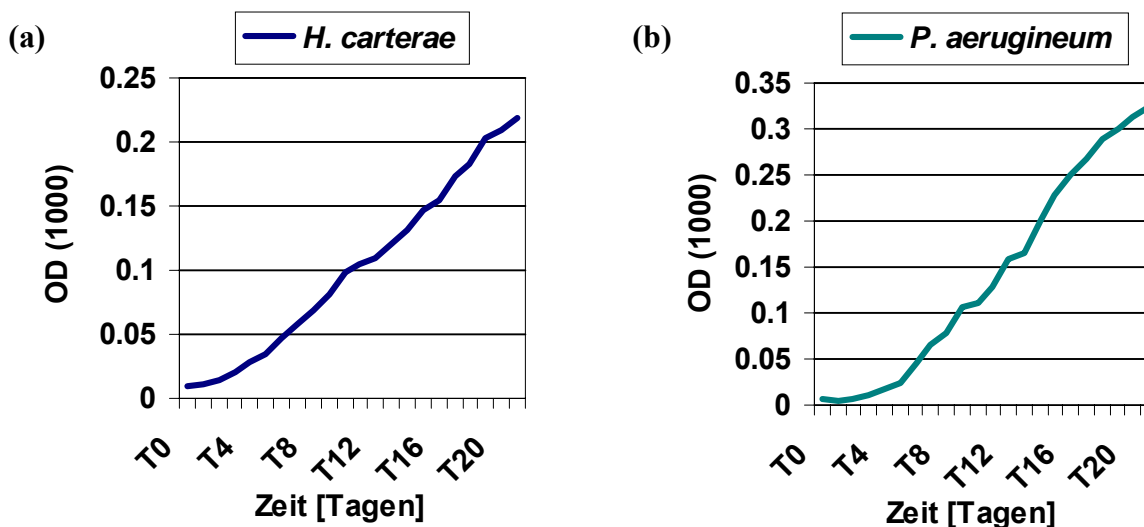 (a)
H. carterae
0.25
0.2
0.15
0.1
0.05
0
OD (1000)
T0
T4
T8
T12
T16
T20
Zeit [Tagen]
(b)
P. aerugineum
0.35
0.3
0.25
0.2
0.15
0.1
0.05
0
OD (1000)
T0
T4
T8
T12
T16
T20
Zeit [Tagen]